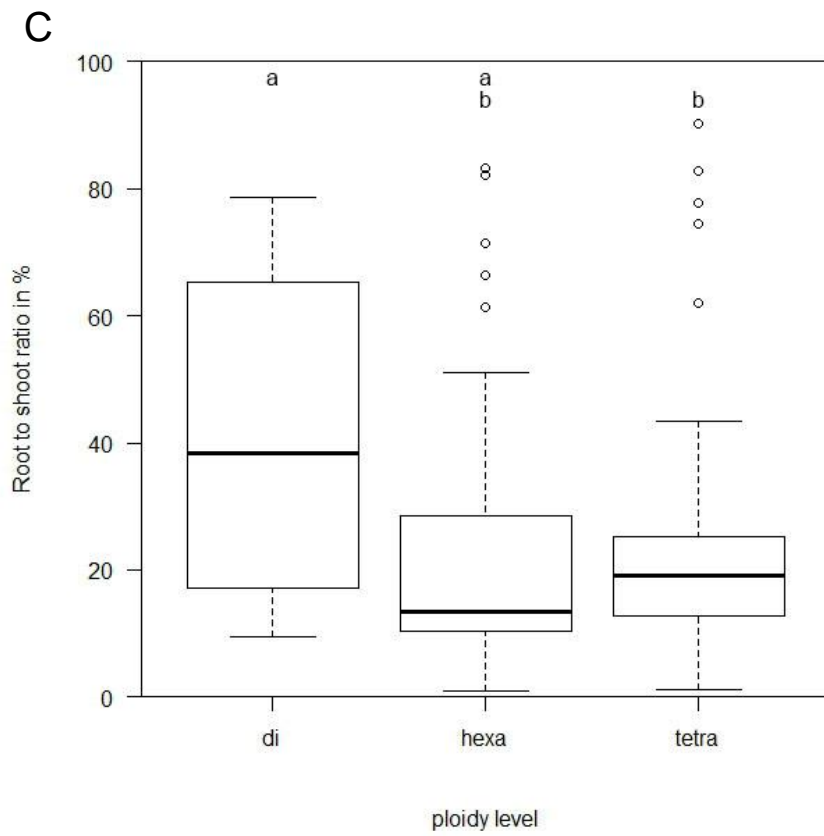 C
100
80
60
40
20
0
Root to shoot ratio in %
a
a
b
b
di
hexa
tetra
ploidy level